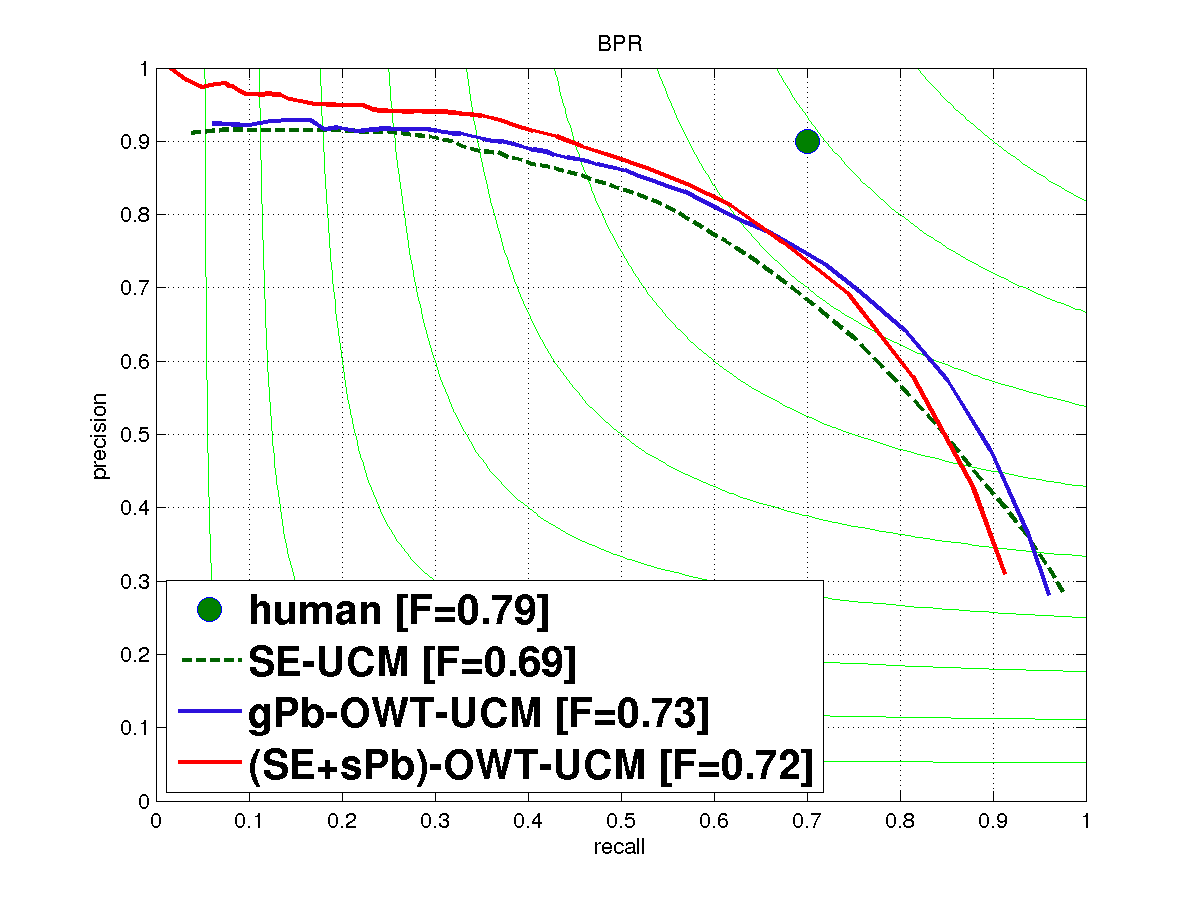 BPR
1
0.9
0.8
0.7
0.6
0.5
0.4
0.3
0.2
0.1
0
precision
human [F=0.79]
SE-UCM [F=0.69]
gPb-OWT-UCM [F=0.73]
(SE+sPb)-OWT-UCM [F=0.72]
0 0.1 0.2 0.3 0.4 0.5 0.6 0.7 0.8 0.9 1
recall